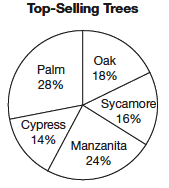 Top-Selling Trees
Oak
18%
Palm
28%
Sycamore
16%
Cypress
14%
Manzanita
24%